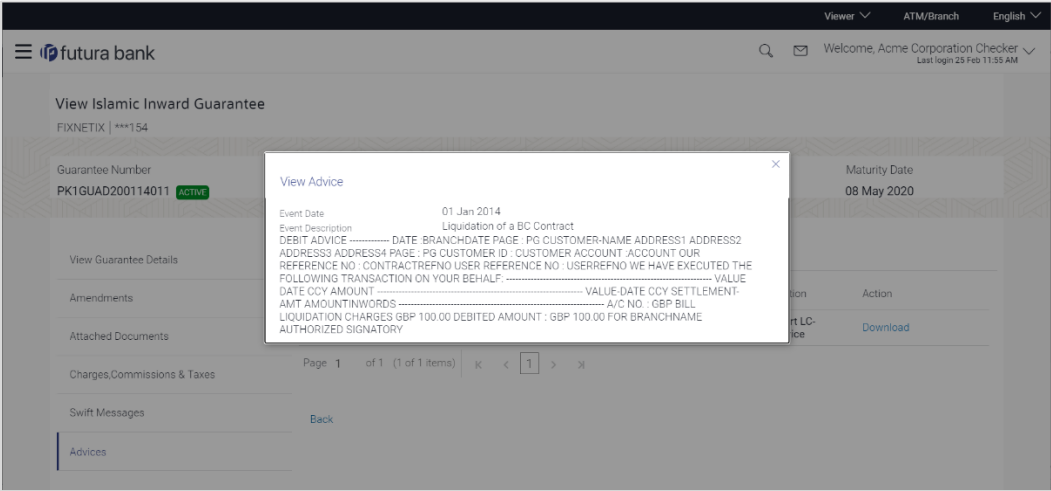 Viewer ATM/Branch English
futura bank
Welcome, Acme Corporation Checker
Last login 25 Feb 11:55 AM
View Islamic Inward Guarantee
FIXNETIX | ***154
Guarantee Number
PK1GUAD200114011 ACTIVE
Maturity Date
08 May 2020
View Advice
Event Date 01 Jan 2014
Event Description Liquidation of a BC Contract
DEBIT ADVICE ------------ DATE :BRANCHDATE PAGE : PG CUSTOMER-NAME ADDRESS1 ADDRESS2
ADDRESS3 ADDRESS4 PAGE : PG CUSTOMER ID : CUSTOMER ACCOUNT :ACCOUNT OUR
REFERENCE NO : CONTRACTREFNO USER REFERENCE NO : USERREFNO WE HAVE EXECUTED THE
FOLLOWING TRANSACTION ON YOUR BEHALF: ------------------------------------------------------------- VALUE
DATE CCY AMOUNT ------------------------------------------------------------- VALUE-DATE CCY SETTLEMENT-
AMT AMOUNTINWORDS ------------------------------------------------------------- A/C NO. : GBP BILL
LIQUIDATION CHARGES GBP 100.00 DEBITED AMOUNT : GBP 100.00 FOR BRANCHNAME
AUTHORIZED SIGNATORY
View Guarantee Details
Amendments
Attached Documents
Charges,Commissions & Taxes
Swift Messages
Advices
Action
Download
Page 1 of 1 (1 of 1 items) 1
Back